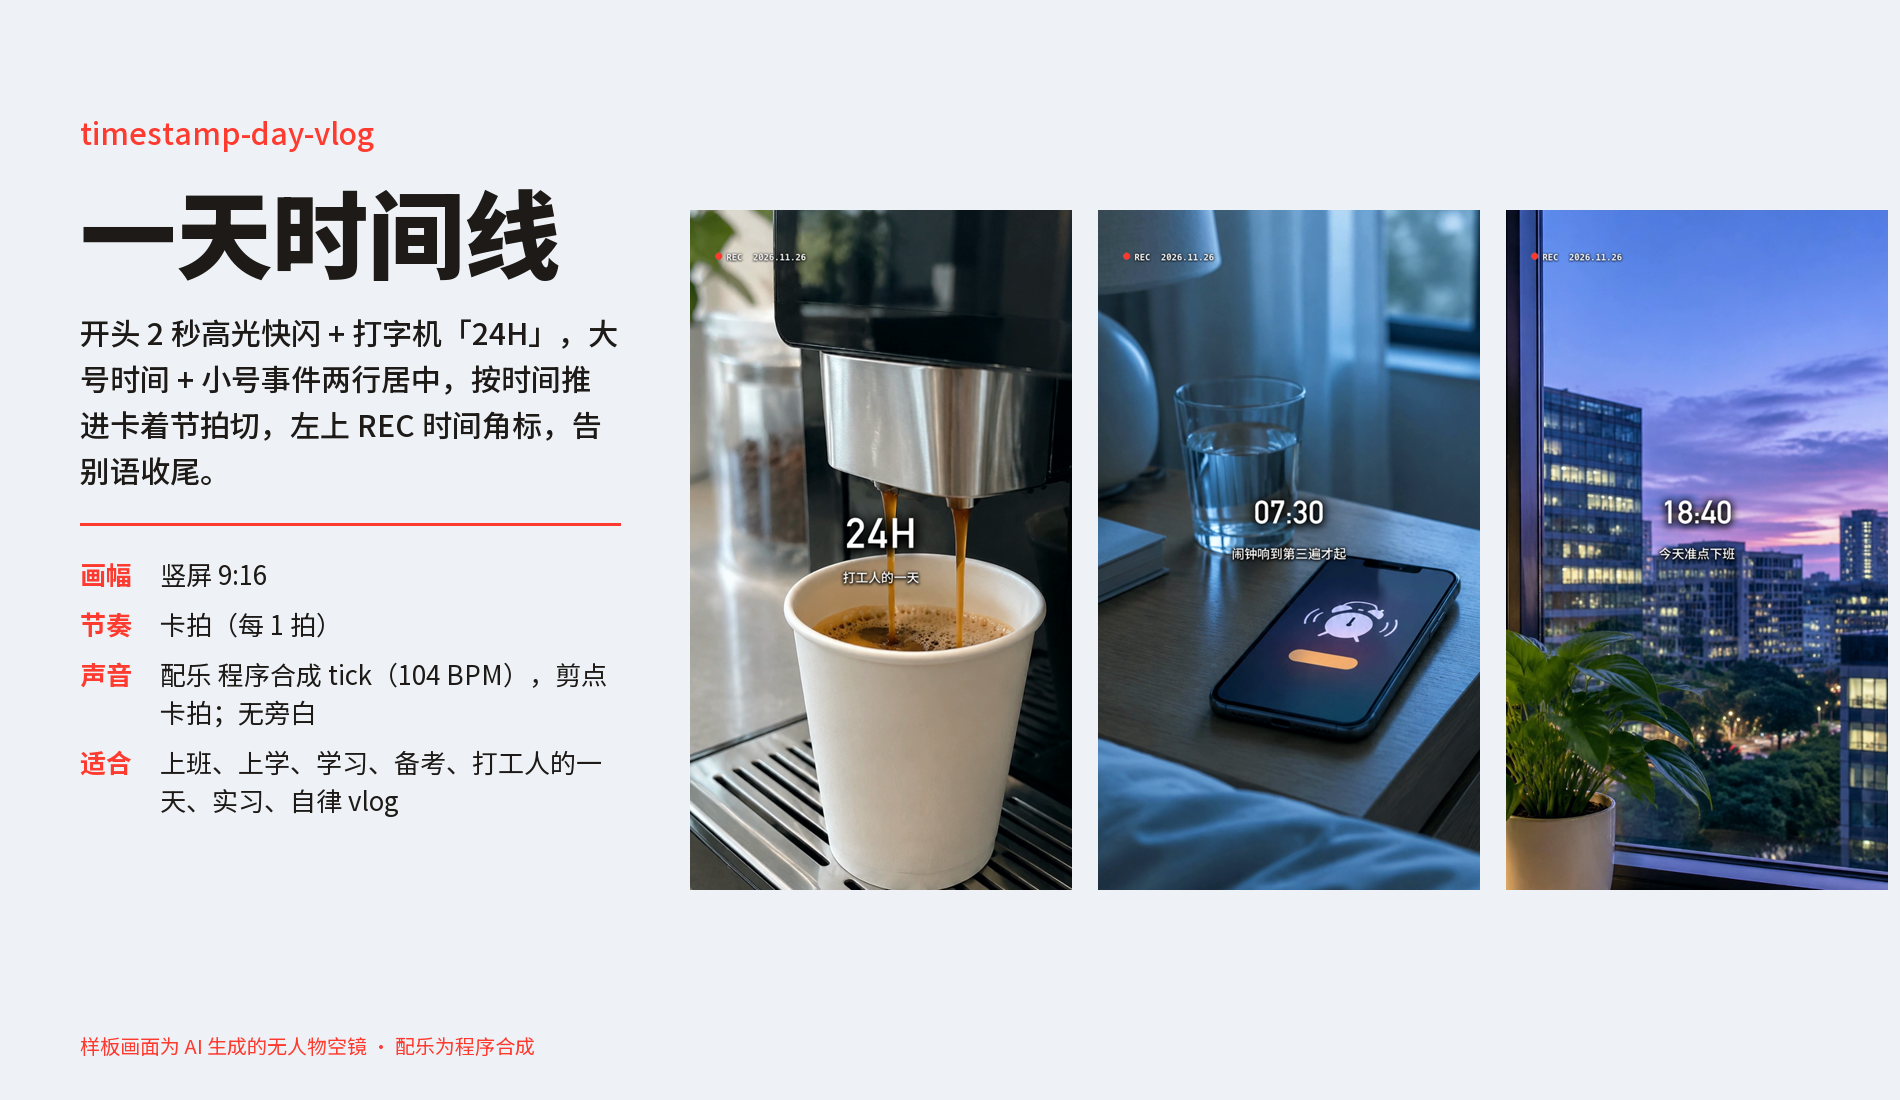 timestamp-day-vlog
一天时间线
开头 2 秒高光快闪 + 打字机「24H」，大
号时间 + 小号事件两行居中，按时间推
进卡着节拍切，左上 REC 时间角标，告
别语收尾。
画幅 竖屏 9:16
节奏 卡拍（每 1 拍）
声音 配乐 程序合成 tick（104 BPM），剪点
卡拍；无旁白
适合 上班、上学、学习、备考、打工人的一
天、实习、自律 vlog
样板画面为 AI 生成的无人物空镜 · 配乐为程序合成
REC 2026.11.26
24H
打工人的一天
REC 2026.11.26
07:30
闹钟响到第三遍才起
REC 2026.11.26
18:40
今天准点下班